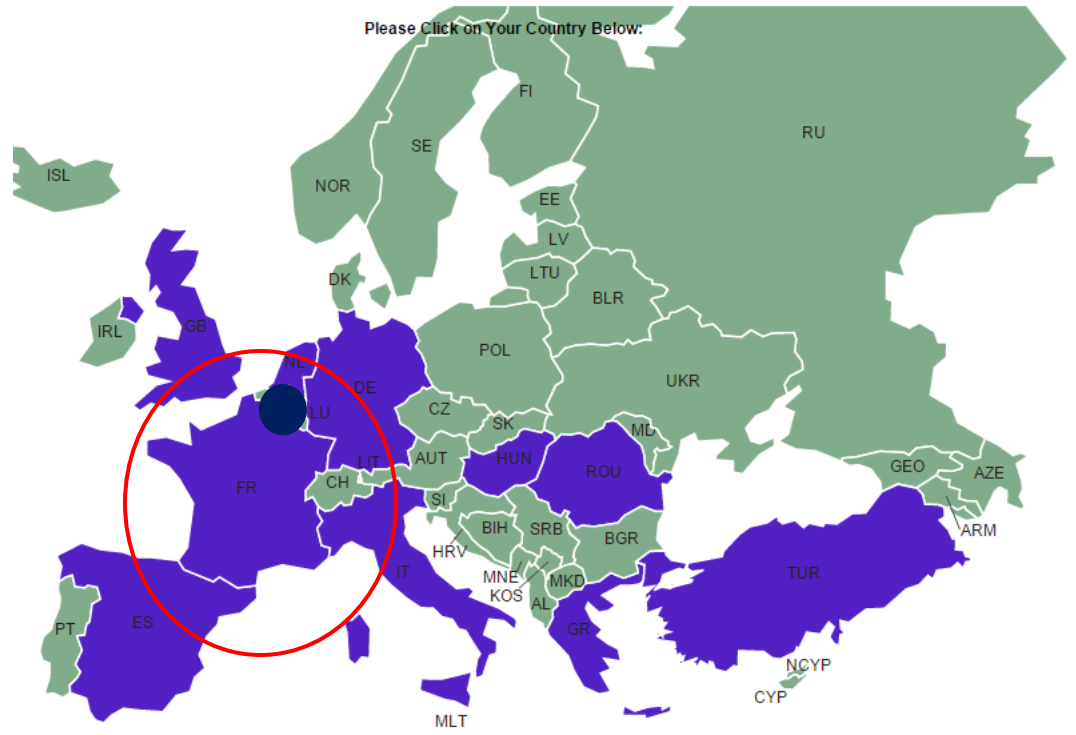 Please Click on Your Country Below:
FI
RU
SE
ISL
NOR
EE
LV
LTU
DK
BLR
IRL
GB
POL
NL
UKR
DE
CZ
LU
SK
MD
AUT
HUN
LIT
GEO
ROU
AZE
CH
FR
SI
BIH
SRB
ARM
BGR
HRV
IT
MNE
KOS
MKD
TUR
AL
ES
PT
GR
NCYP
CYP
MLT